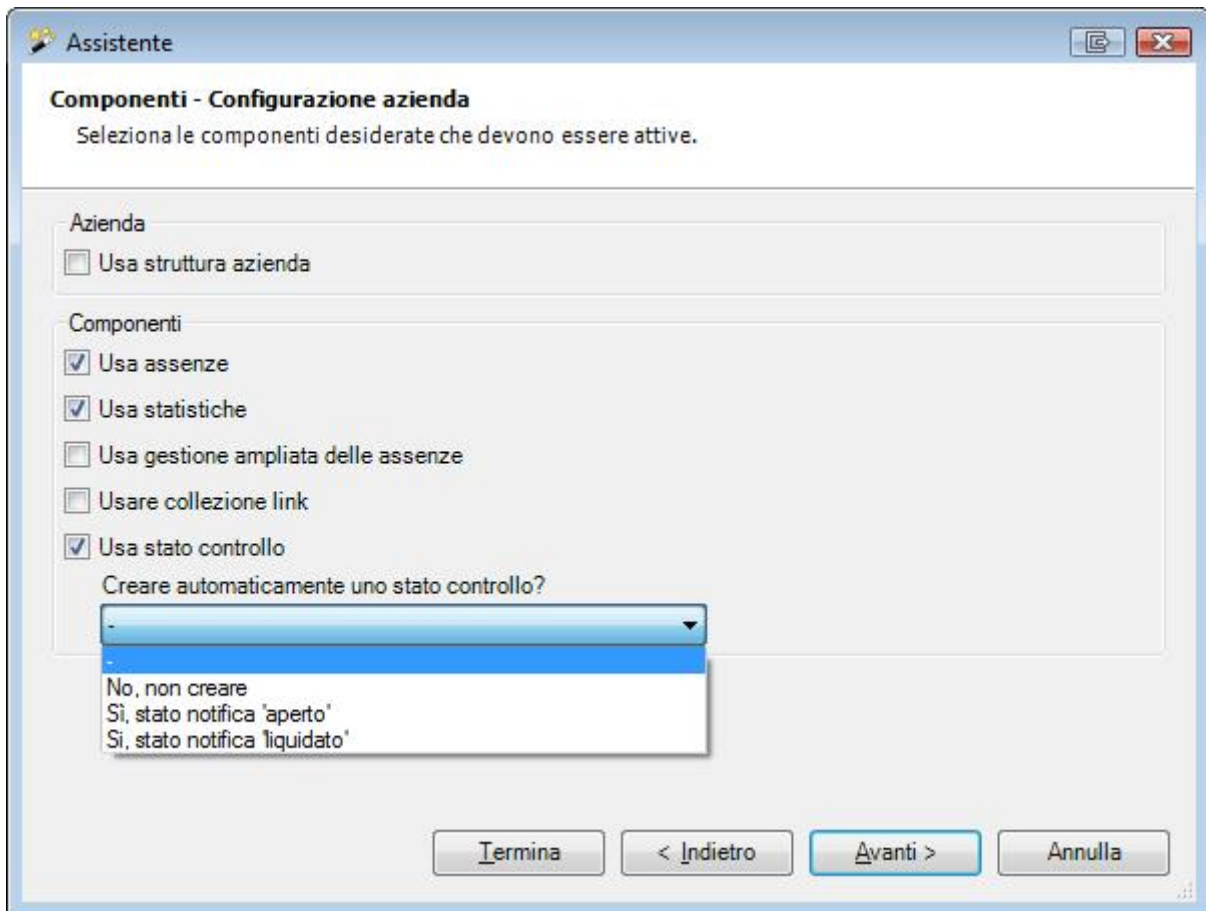 Assistente
Componenti - Configurazione azienda
Seleziona le componenti desiderate che devono essere attive.
Azienda
Usa struttura azienda
Componenti
Usa assenze
Usa statistiche
Usa gestione ampliata delle assenze
Usare collezione link
Usa stato controllo
Creare automaticamente uno stato controllo?
-
-
No, non creare
Sì, stato notifica 'aperto'
Si, stato notifica 'liquidato'
Termina
< Indietro
Avanti >
Annulla